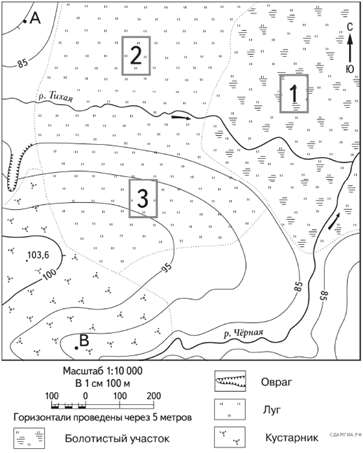 А
С
85
2
1
р. Тихая
Ю
3
103,6
100
95
85
85
р. Чёрная
В
Масштаб 1:10 000
В 1 см 100 м
100 0 100 200
Горизонтали проведены через 5 метров
Болотистый участок
Овраг
Луг
Кустарник
СДАМГИА.РФ